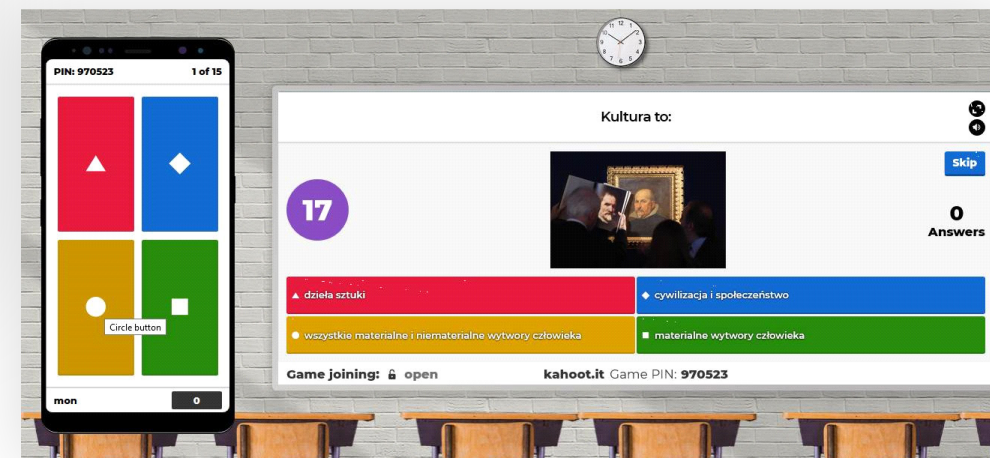 PIN: 970523 1 of 15
Circle button
mon 0
Kultura to:
Skip
17
0
Answers
dzieła sztuki
cywilizacja i społeczeństwo
wszystkie materialne i niematerialne wytwory człowieka
materialne wytwory człowieka
Game joining: open kahoot.it Game PIN: 970523